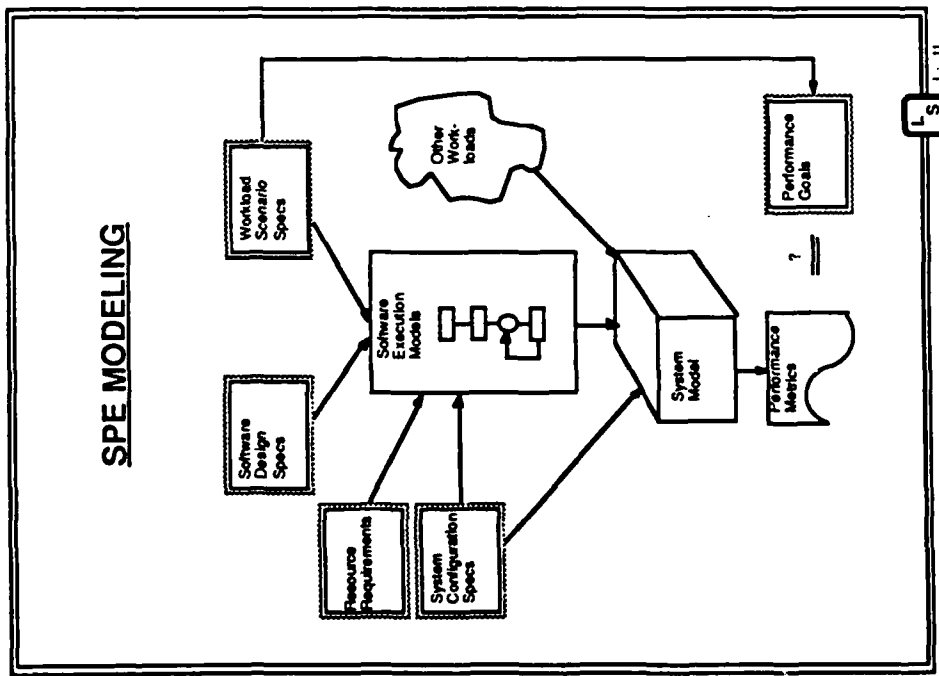 SPE MODELING
Software
Design
Specs
Workload
Scenario
Specs
Resource
Requirements
System
Configuration
Specs
Software
Execution
Models
Other
Work-
loads
System
Model
Performance
Metrics
?
Performance
Goals
L
S